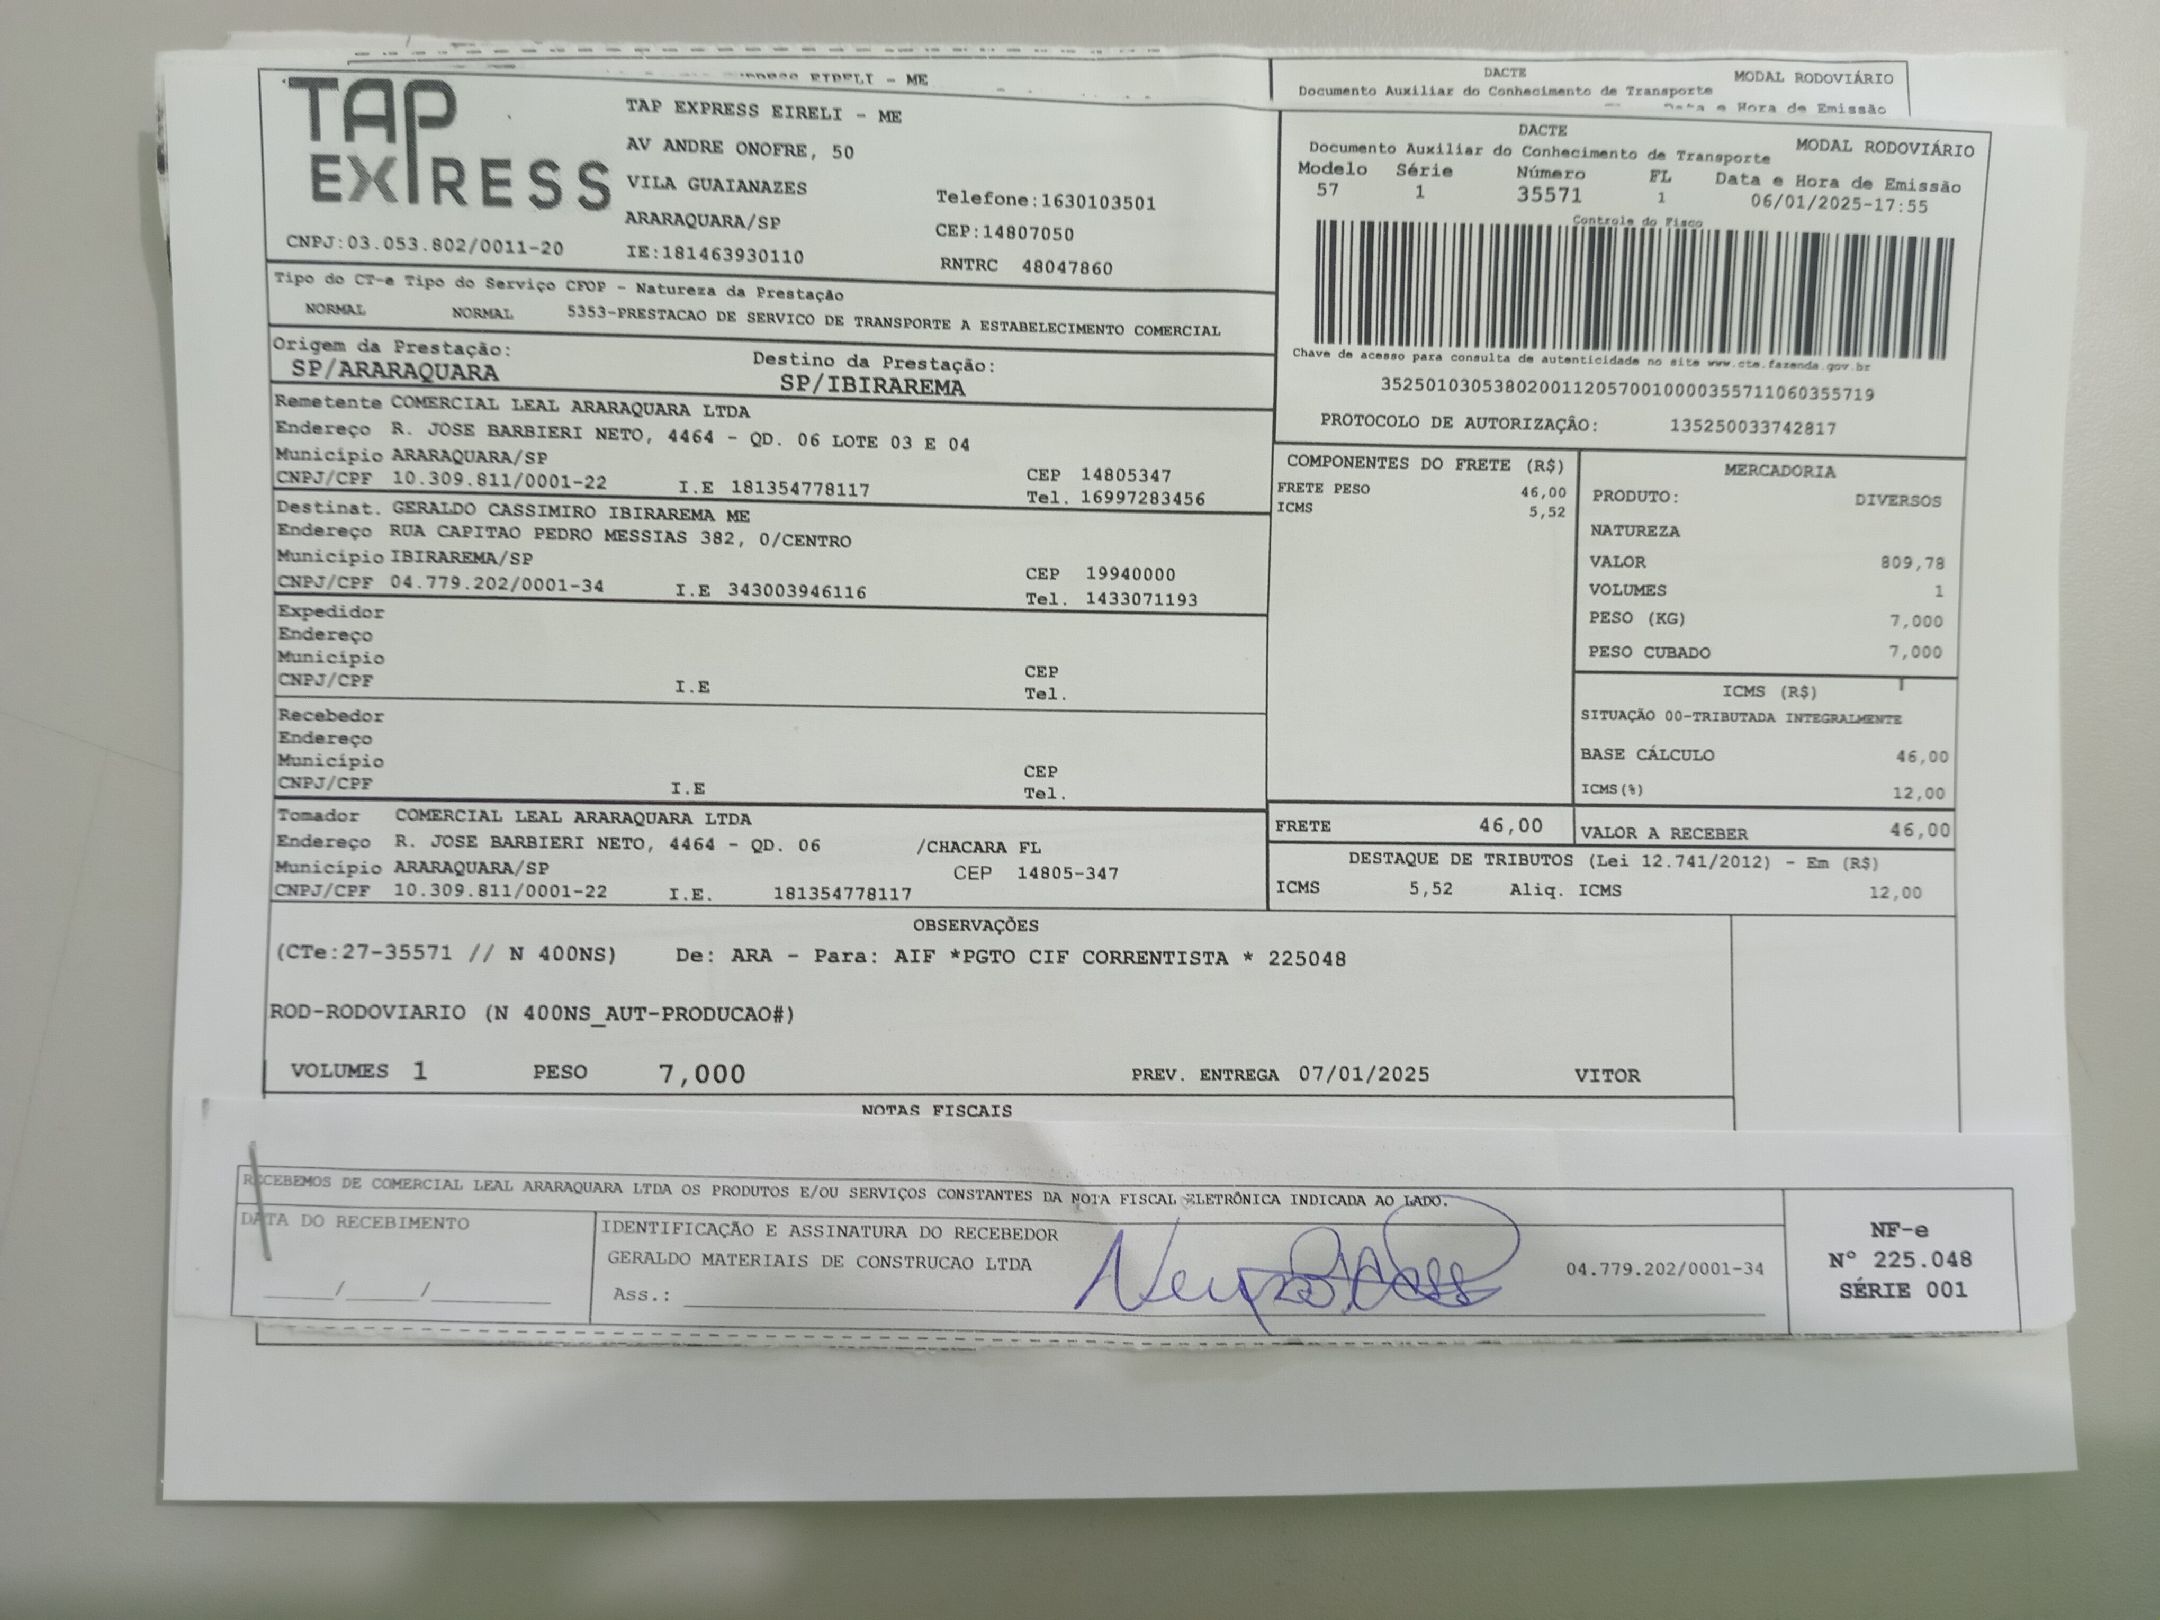 EIRELI - ME
DACTE
MODAL RODOVIÁRIO
Documento Auxiliar do Conhecimento de Transporte
Data e Hora de Emissão
TAP EXPRESS
TAP EXPRESS EIRELI - ME
AV ANDRE ONOFRE, 50
VILA GUAIANAZES
Telefone:1630103501
ARARAQUARA/SP
CEP:14807050
CNPJ:03.053.802/0011-20
IE:181463930110
RNTRC 48047860
DACTE
MODAL RODOVIÁRIO
Documento Auxiliar do Conhecimento de Transporte
Modelo Série Número FL Data e Hora de Emissão
57 1 35571 1 06/01/2025-17:55
Controle do Fisco
Chave de acesso para consulta de autenticidade no site www.cte.fazenda.gov.br
35250103053802001120570010000355711060355719
PROTOCOLO DE AUTORIZAÇÂO: 135250033742817
Tipo do CT-e Tipo do Serviço CFOP - Natureza da Prestação
NORMAL NORMAL 5353-PRESTACAO DE SERVICO DE TRANSPORTE A ESTABELECIMENTO COMERCIAL
Origem da Prestação: Destino da Prestação:
SP/ARARAQUARA SP/IBIRAREMA
Remetente COMERCIAL LEAL ARARAQUARA LTDA
Endereço R. JOSE BARBIERI NETO, 4464 - QD. 06 LOTE 03 E 04
Município ARARAQUARA/SP CEP 14805347
CNPJ/CPF 10.309.811/0001-22 I.E 181354778117 Tel. 16997283456
Destinat. GERALDO CASSIMIRO IBIRAREMA ME
Endereço RUA CAPITAO PEDRO MESSIAS 382, 0/CENTRO
Município IBIRAREMA/SP CEP 19940000
CNPJ/CPF 04.779.202/0001-34 I.E 343003946116 Tel. 1433071193
Expedidor
Endereço
Município CEP
CNPJ/CPF I.E Tel.
Recebedor
Endereço
Município CEP
CNPJ/CPF I.E Tel.
Tomador COMERCIAL LEAL ARARAQUARA LTDA
Endereço R. JOSE BARBIERI NETO, 4464 - QD. 06 /CHACARA FL
Município ARARAQUARA/SP CEP 14805-347
CNPJ/CPF 10.309.811/0001-22 I.E. 181354778117
COMPONENTES DO FRETE (R$)
FRETE PESO 46,00
ICMS 5,52
MERCADORIA
PRODUTO: DIVERSOS
NATUREZA
VALOR 809,78
VOLUMES 1
PESO (KG) 7,000
PESO CUBADO 7,000
ICMS (R$)
SITUAÇÃO 00-TRIBUTADA INTEGRALMENTE
BASE CÁLCULO 46,00
ICMS(%) 12,00
FRETE 46,00 VALOR A RECEBER 46,00
DESTAQUE DE TRIBUTOS (Lei 12.741/2012) - Em (R$)
ICMS 5,52 Aliq. ICMS 12,00
OBSERVAÇÕES
(CTe:27-35571 // N 400NS) De: ARA - Para: AIF *PGTO CIF CORRENTISTA * 225048
ROD-RODOVIARIO (N 400NS_AUT-PRODUCAO#)
VOLUMES 1 PESO 7,000 PREV. ENTREGA 07/01/2025 VITOR
NOTAS FISCAIS
RECEBEMOS DE COMERCIAL LEAL ARARAQUARA LTDA OS PRODUTOS E/OU SERVIÇOS CONSTANTES DA NOTA FISCAL ELETRÔNICA INDICADA AO LADO.
DATA DO RECEBIMENTO
IDENTIFICAÇÃO E ASSINATURA DO RECEBEDOR
GERALDO MATERIAIS DE CONSTRUCAO LTDA 04.779.202/0001-34
____/____/________ Ass.:
NF-e
Nº 225.048
SÉRIE 001